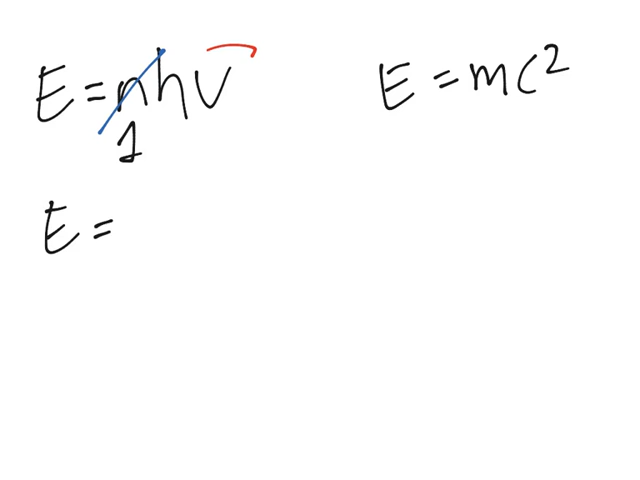 E = nhν E = mc²
1
E =